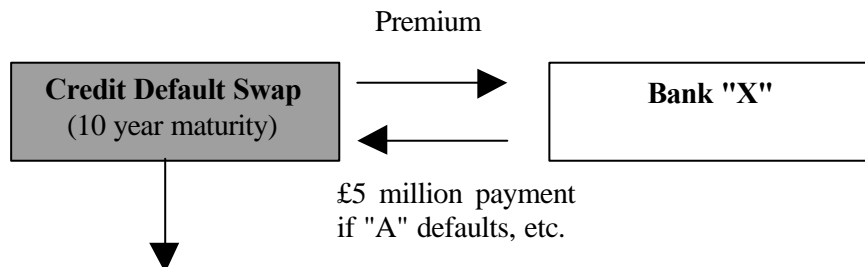 Premium
Credit Default Swap
(10 year maturity)
Bank "X"
£5 million payment
if "A" defaults, etc.